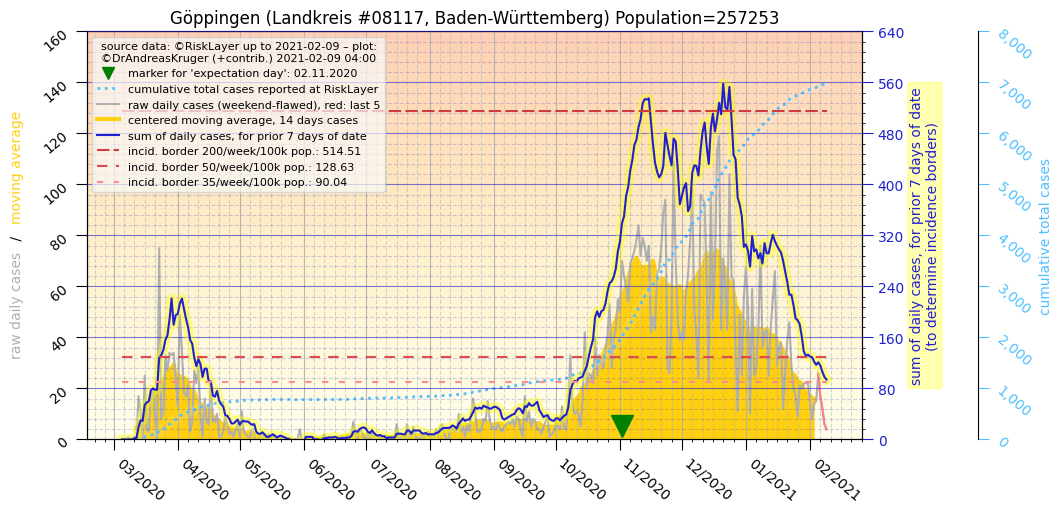 Göppingen (Landkreis #08117, Baden-Württemberg) Population=257253
source data: ©RiskLayer up to 2021-02-09 – plot:
©DrAndreasKruger (+contrib.) 2021-02-09 04:00
marker for 'expectation day': 02.11.2020
cumulative total cases reported at RiskLayer
raw daily cases (weekend-flawed), red: last 5
centered moving average, 14 days cases
sum of daily cases, for prior 7 days of date
incid. border 200/week/100k pop.: 514.51
incid. border 50/week/100k pop.: 128.63
incid. border 35/week/100k pop.: 90.04
raw daily cases / moving average
160
140
120
100
80
60
40
20
0
640
560
480
400
320
240
160
80
0
sum of daily cases, for prior 7 days of date
(to determine incidence borders)
8,000
7,000
6,000
5,000
4,000
3,000
2,000
1,000
0
cumulative total cases
03/2020
04/2020
05/2020
06/2020
07/2020
08/2020
09/2020
10/2020
11/2020
12/2020
01/2021
02/2021